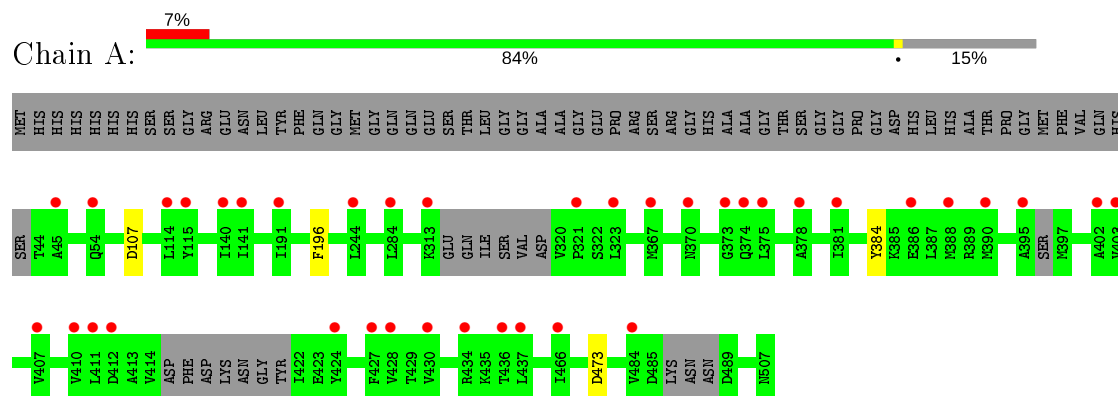 7%
Chain A:
84% • 15%
MET HIS HIS HIS HIS HIS HIS SER SER GLY ARG GLU ASN LEU TYR PHE GLN GLY MET GLY GLN GLN GLU SER THR LEU GLY GLY ALA ALA GLY GLU PRO ARG SER ARG GLY HIS ALA ALA GLY THR SER GLY GLY PRO GLY ASP HIS LEU HIS ALA THR PRO GLY MET PHE VAL GLN HIS
SER T44 A45 Q54 D107 L114 Y115 I140 I141 I191 F196 L244 L284 K313 GLU GLN ILE SER VAL ASP V320 P321 S322 L323 M367 N370 G373 Q374 L375 A378 I381 Y384 K385 E386 L387 M388 R389 M390 A395 SER M397 A402 V403
V407 V410 L411 D412 A413 V414 ASP PHE ASP LYS ASN GLY TYR I422 E423 Y424 F427 V428 T429 V430 R434 K435 T436 L437 I466 D473 V484 D485 LYS ASN ASN D489 N507